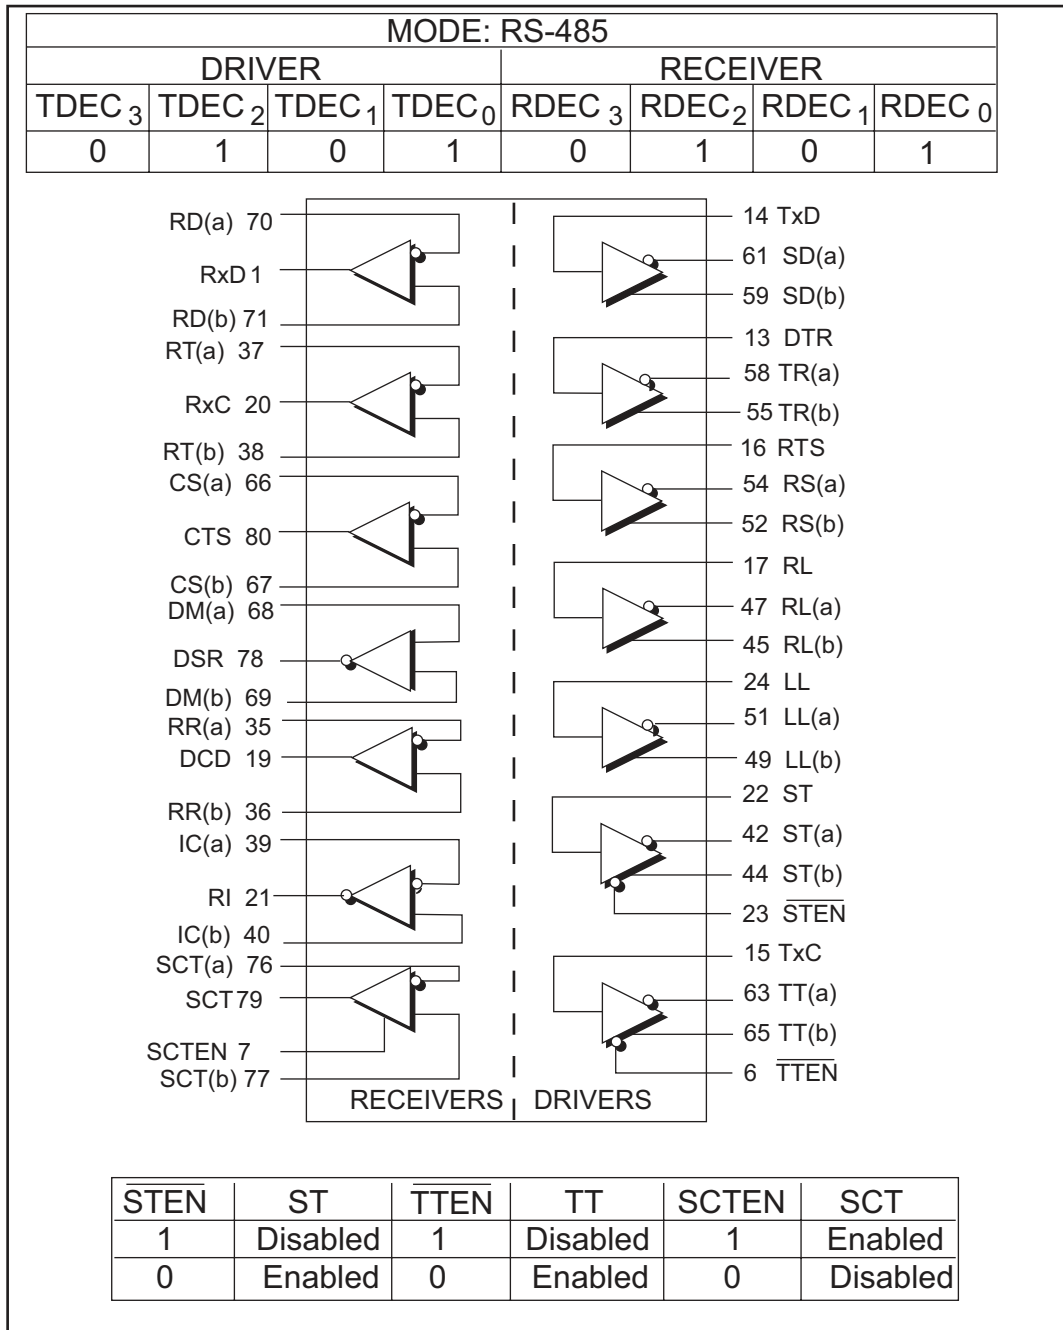 MODE: RS-485
DRIVER RECEIVER
TDEC3 TDEC2 TDEC1 TDEC0 RDEC3 RDEC2 RDEC1 RDEC0
0 1 0 1 0 1 0 1
RD(a) 70
RxD 1
RD(b) 71
RT(a) 37
RxC 20
RT(b) 38
CS(a) 66
CTS 80
CS(b) 67
DM(a) 68
DSR 78
DM(b) 69
RR(a) 35
DCD 19
RR(b) 36
IC(a) 39
RI 21
IC(b) 40
SCT(a) 76
SCT 79
SCTEN 7
SCT(b) 77
14 TxD
61 SD(a)
59 SD(b)
13 DTR
58 TR(a)
55 TR(b)
16 RTS
54 RS(a)
52 RS(b)
17 RL
47 RL(a)
45 RL(b)
24 LL
51 LL(a)
49 LL(b)
22 ST
42 ST(a)
44 ST(b)
23 S̅T̅E̅N̅
15 TxC
63 TT(a)
65 TT(b)
6 T̅T̅E̅N̅
RECEIVERS DRIVERS
S̅T̅E̅N̅ ST T̅T̅E̅N̅ TT SCTEN SCT
1 Disabled 1 Disabled 1 Enabled
0 Enabled 0 Enabled 0 Disabled